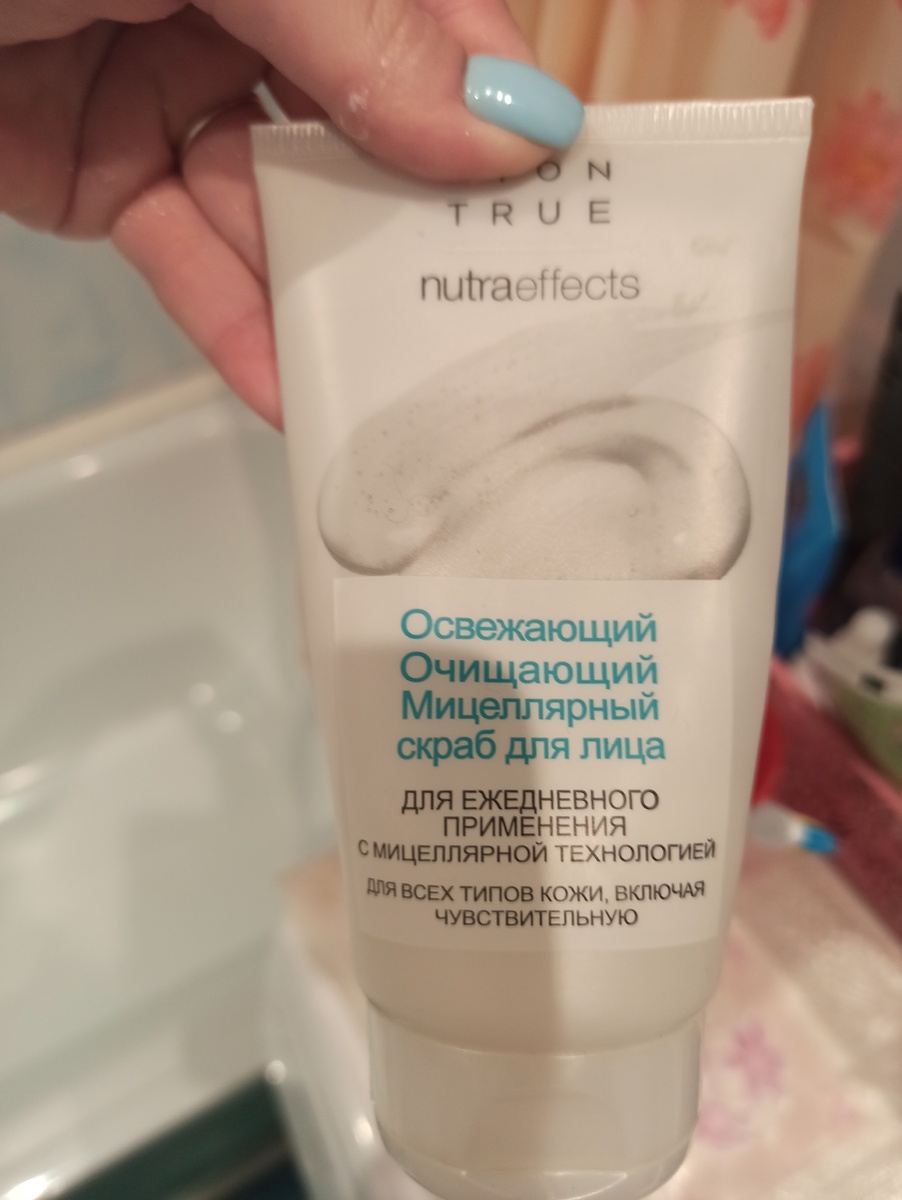 TRUE
nutraeffects
Освежающий
Очищающий
Мицеллярный
скраб для лица
ДЛЯ ЕЖЕДНЕВНОГО
ПРИМЕНЕНИЯ
С МИЦЕЛЛЯРНОЙ ТЕХНОЛОГИЕЙ
ДЛЯ ВСЕХ ТИПОВ КОЖИ, ВКЛЮЧАЯ
ЧУВСТВИТЕЛЬНУЮ